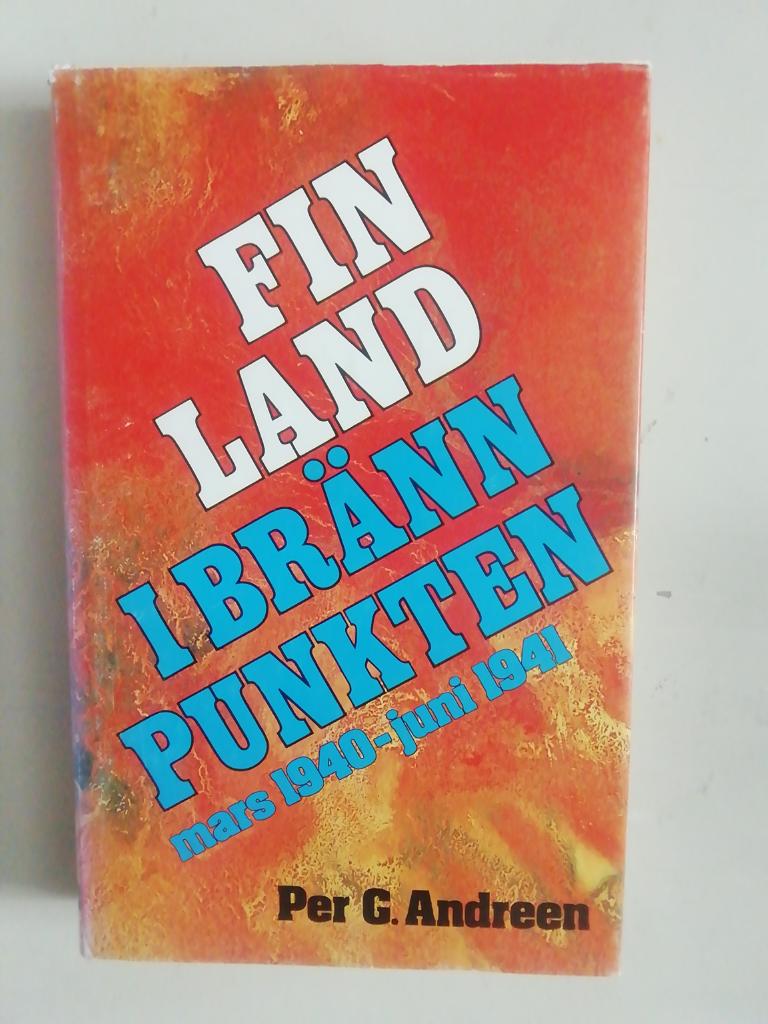 FIN
LAND
I BRÄNN
PUNKTEN
mars 1940-juni 1941
Per G. Andreen